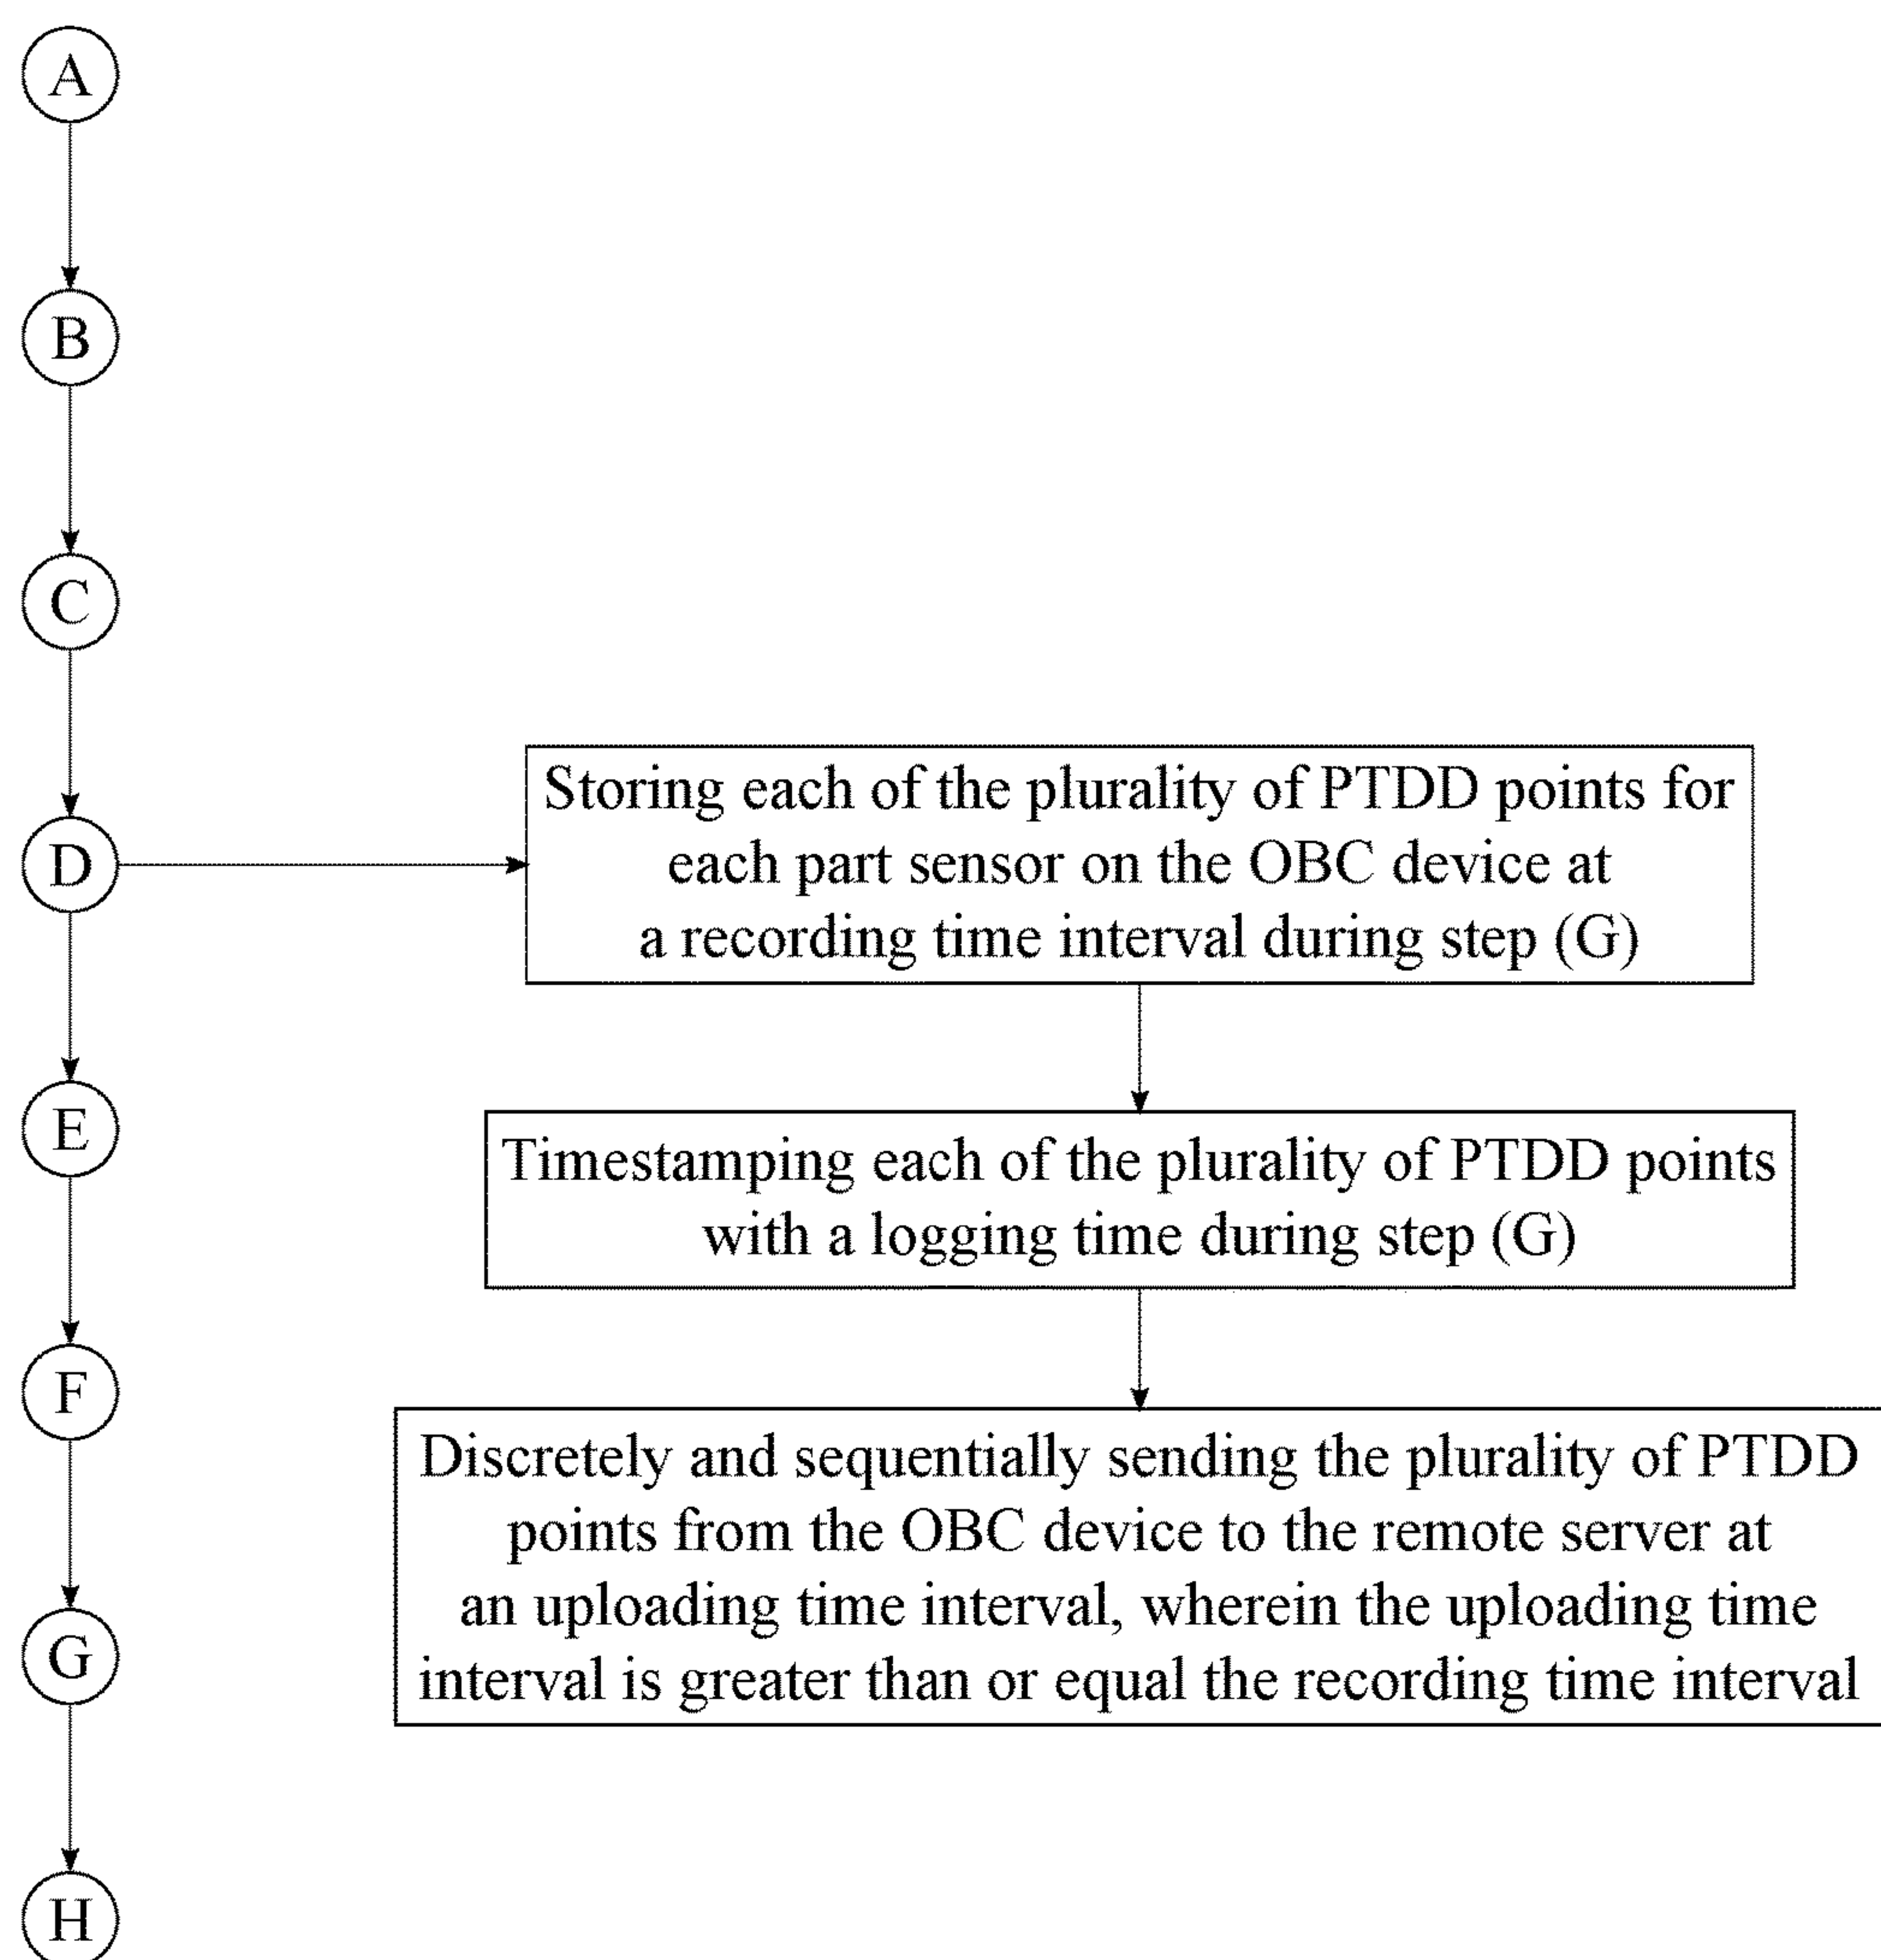 A
B
C
D
Storing each of the plurality of PTDD points for
each part sensor on the OBC device at
a recording time interval during step (G)
E
Timestamping each of the plurality of PTDD points
with a logging time during step (G)
F
Discretely and sequentially sending the plurality of PTDD
points from the OBC device to the remote server at
an uploading time interval, wherein the uploading time
interval is greater than or equal the recording time interval
G
H